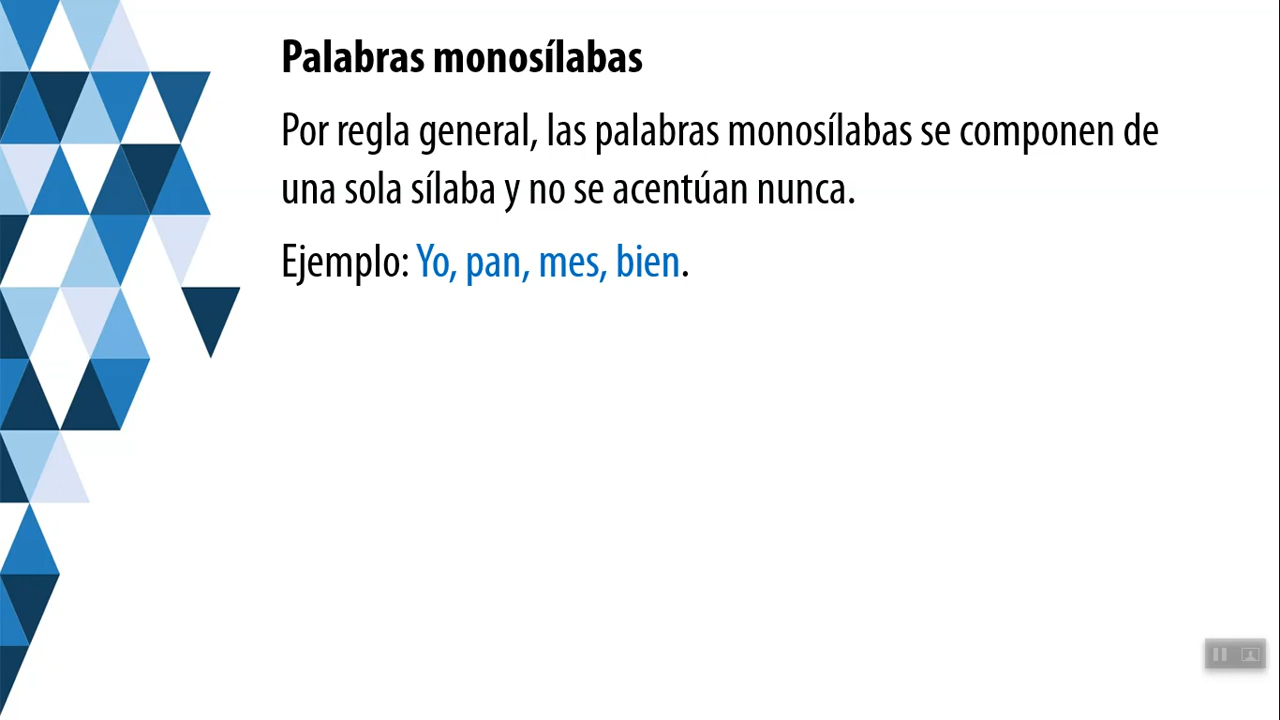 Palabras monosílabas
Por regla general, las palabras monosílabas se componen de
una sola sílaba y no se acentúan nunca.
Ejemplo: Yo, pan, mes, bien.